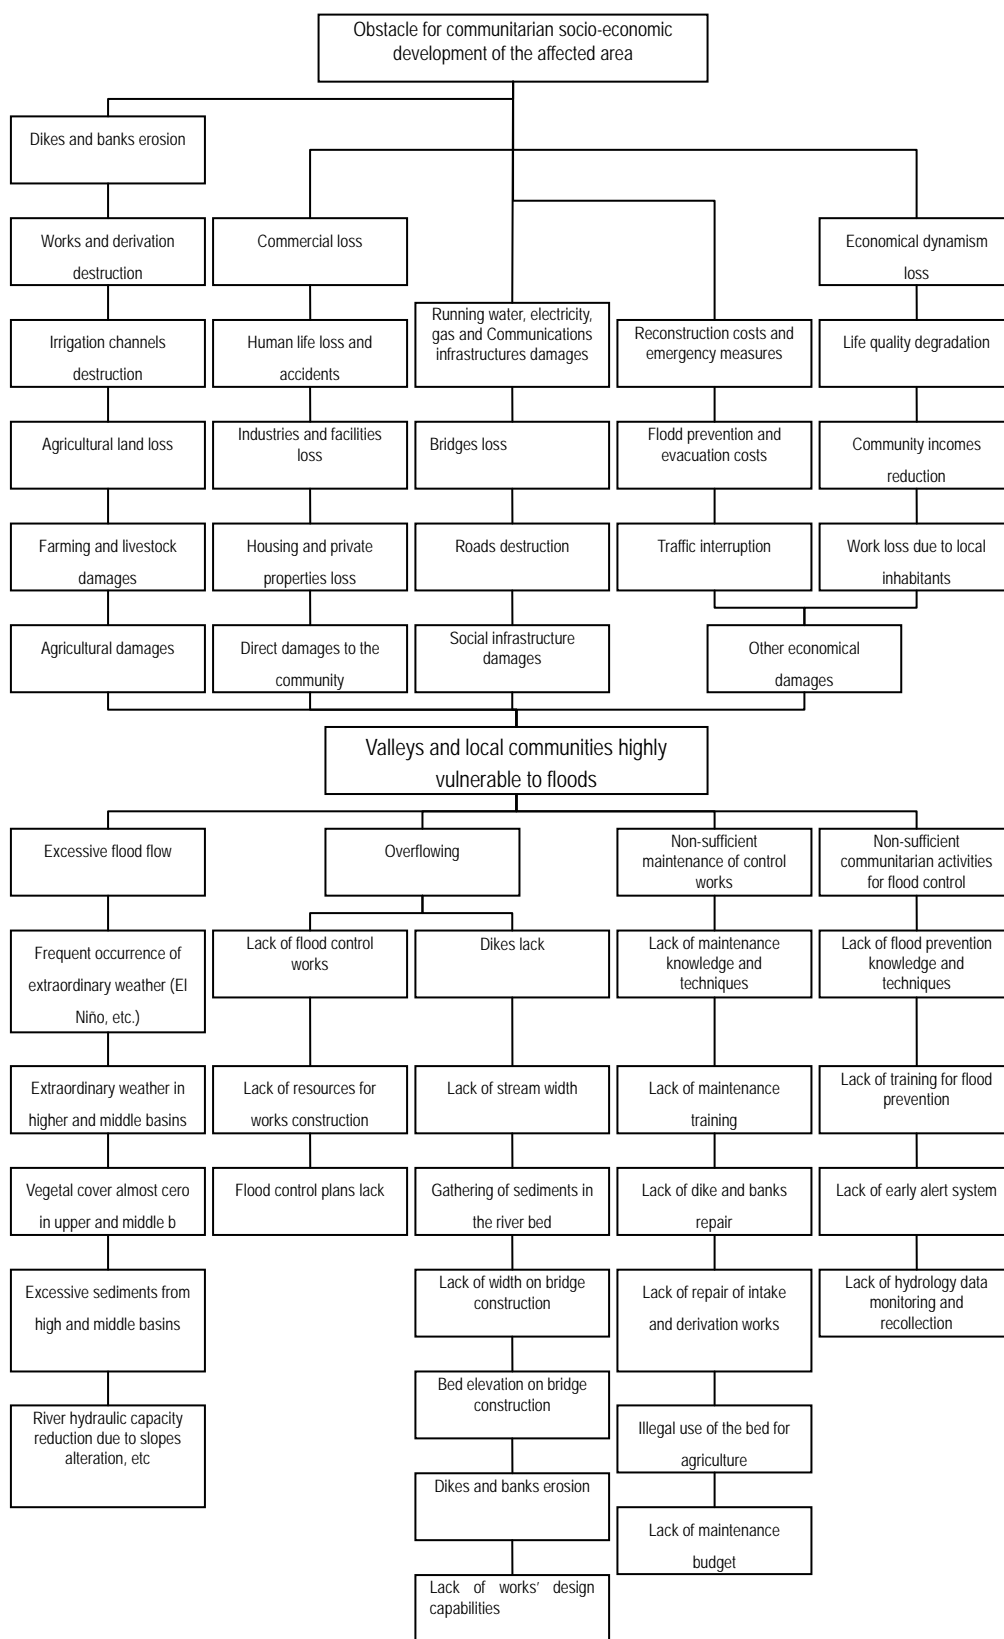 Obstacle for communitarian socio-economic
development of the affected area
Dikes and banks erosion
Works and derivation
destruction
Commercial loss
Economical dynamism
loss
Irrigation channels
destruction
Human life loss and
accidents
Running water, electricity,
gas and Communications
infrastructures damages
Reconstruction costs and
emergency measures
Life quality degradation
Agricultural land loss
Industries and facilities
loss
Bridges loss
Flodd prevention and
evacuation costs
Community incomes
reduction
Farming and livestock
damages
Housing and private
properties loss
Roads destruction
Traffic interruption
Work loss due to local
inhabitants
Agricultural damages
Direct damages to the
community
Social infrastructure
damages
Other economical
damages
Valleys and local communities highly
vulnerable to floods
Excessive flood flow
Overflowing
Non-sufficient
maintenance of control
works
Non-sufficient
communitarian activities
for flood control
Frequent occurrence of
extraordinary weather (El
Niño, etc.)
Lack of flood control
works
Dikes lack
Lack of maintenance
knowledge and
techniques
Lack of flood prevention
knowledge and
techniques
Extraordinary weather in
higher and middle basins
Lack of resources for
works construction
Lack of stream width
Lack of maintenance
training
Lack of training for flood
prevention
Vegetal cover almost cero
in upper and middle b
Flood control plans lack
Gathering of sediments in
the river bed
Lack of dike and banks
repair
Lack of early alert system
Excessive sediments from
high and middle basins
Lack of width on bridge
construction
Lack of repair of intake
and derivation works
Lack of hydrology data
monitoring and
recollection
River hydraulic capacity
reduction due to slopes
alteration, etc
Bed elevation on bridge
construction
Illegal use of the bed for
agriculture
Dikes and banks erosion
Lack of maintenance
budget
Lack of works' design
capabilities